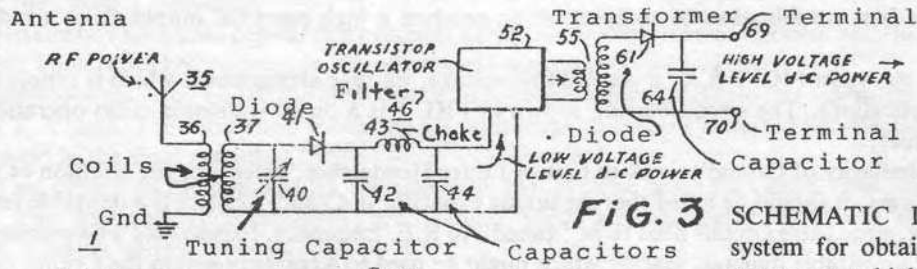 Antenna
RF POWER
35
36
37
Coils
Gnd
1
Diode
41
Filter
46
43
Choke
40
42
44
Tuning Capacitor
Capacitors
TRANSISTOR
OSCILLATOR
52
LOW VOLTAGE
LEVEL d-c POWER
Transformer
55
61
64
Diode
Capacitor
69
Terminal
HIGH VOLTAGE
LEVEL d-c POWER
70
Terminal
FIG. 3
SCHEMATIC
system for obtain